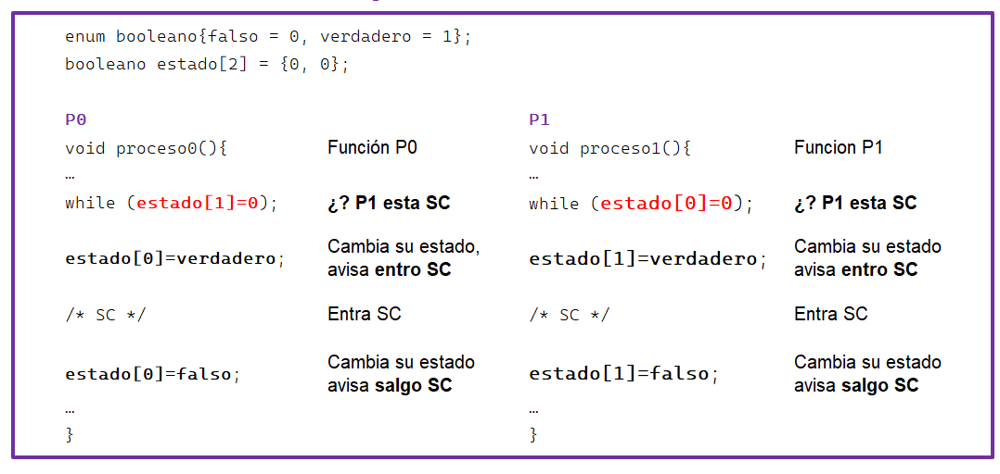 enum booleano{falso = 0, verdadero = 1};
booleano estado[2] = {0, 0};
P0
void proceso0(){ Función P0
…
while (estado[1]=0); ¿? P1 esta SC
estado[0]=verdadero; Cambia su estado,
avisa entro SC
/* SC */ Entra SC
estado[0]=falso; Cambia su estado
avisa salgo SC
…
}
P1
void proceso1(){ Funcion P1
…
while (estado[0]=0); ¿? P1 esta SC
estado[1]=verdadero; Cambia su estado
avisa entro SC
/* SC */ Entra SC
estado[1]=falso; Cambia su estado
avisa salgo SC
…
}